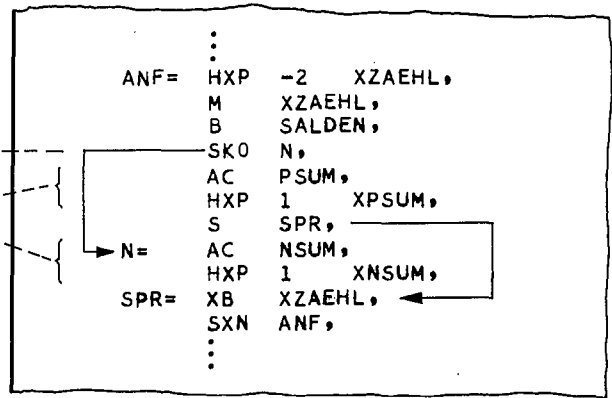 ANF= HXP -2 XZAEHL,
M XZAEHL,
B SALDEN,
SK0 N,
AC PSUM,
HXP 1 XPSUM,
S SPR,
N= AC NSUM,
HXP 1 XNSUM,
SPR= XB XZAEHL,
SXN ANF,